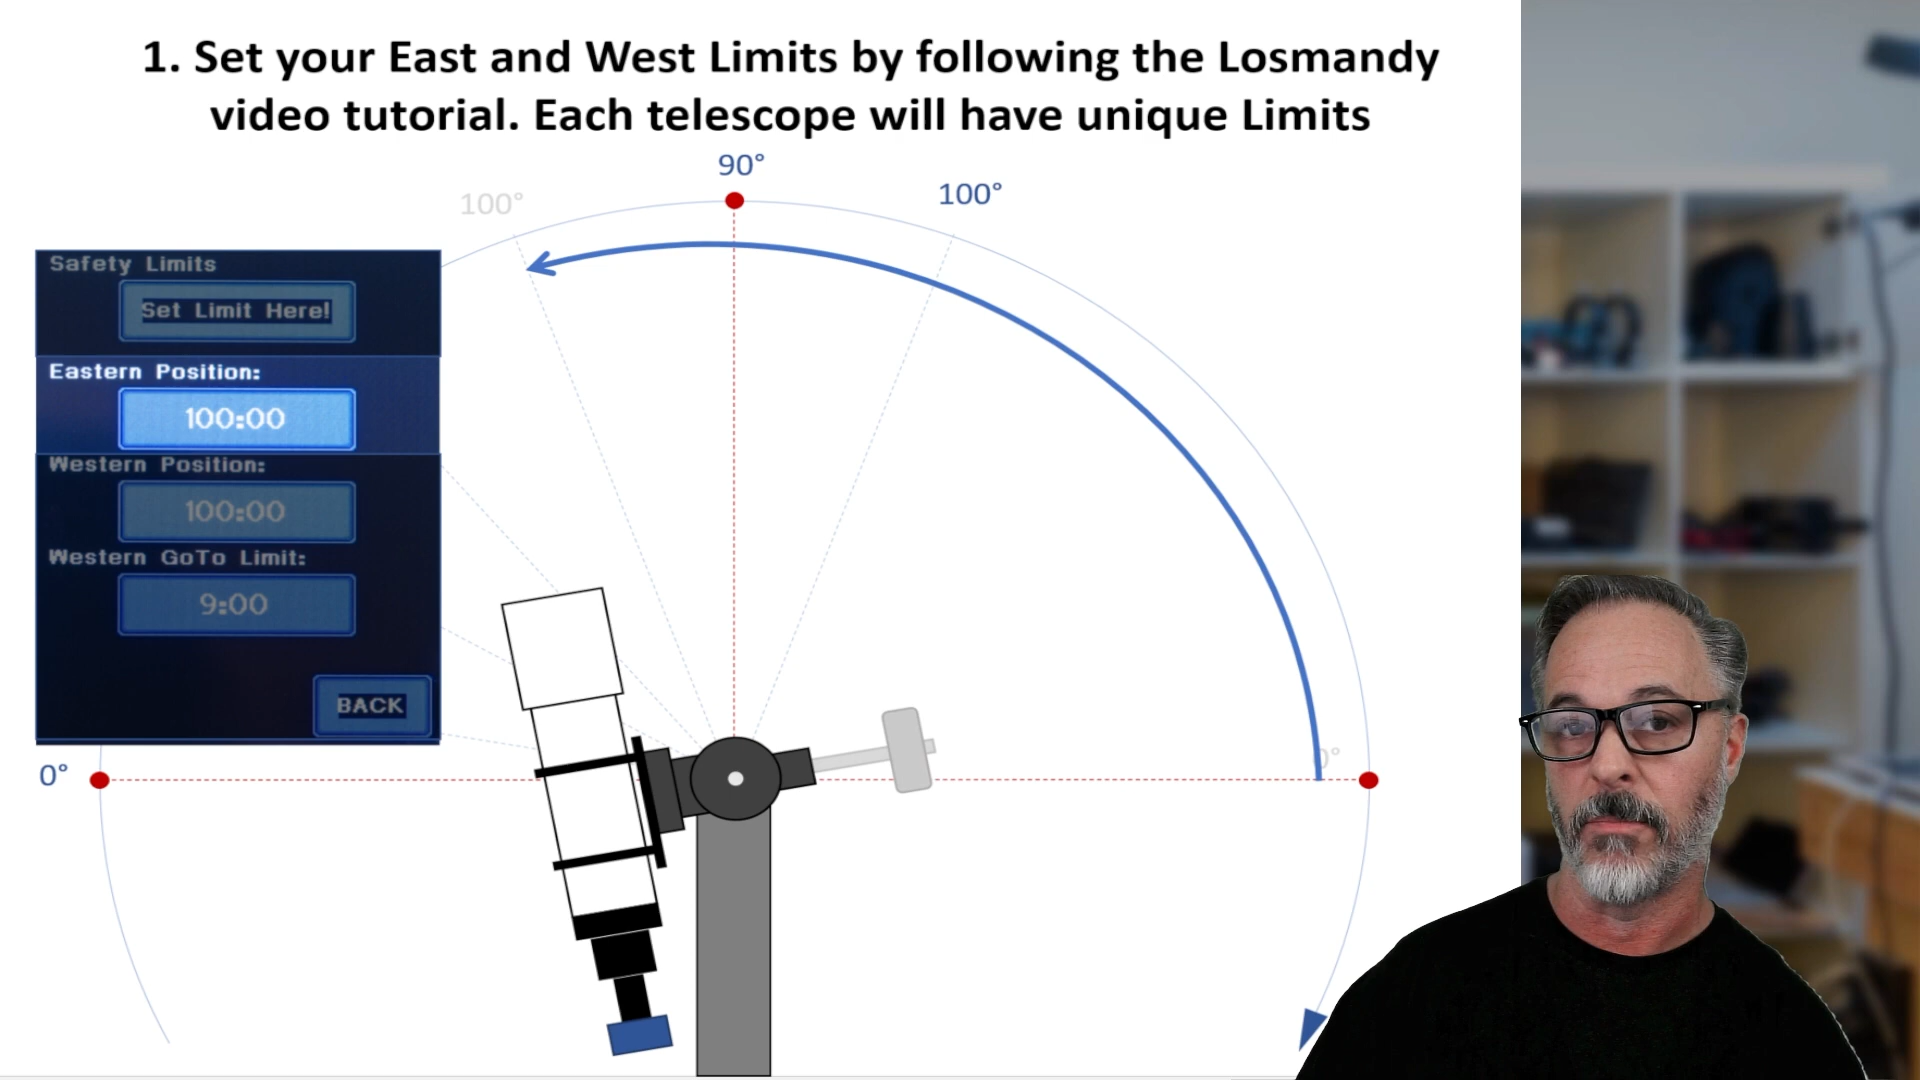 1. Set your East and West Limits by following the Losmandy
video tutorial. Each telescope will have unique Limits
90°
100°
100°
Safety Limits
Set Limit Here!
Eastern Position:
100:00
Western Position:
100:00
Western GoTo Limit:
9:00
BACK
0°
0°